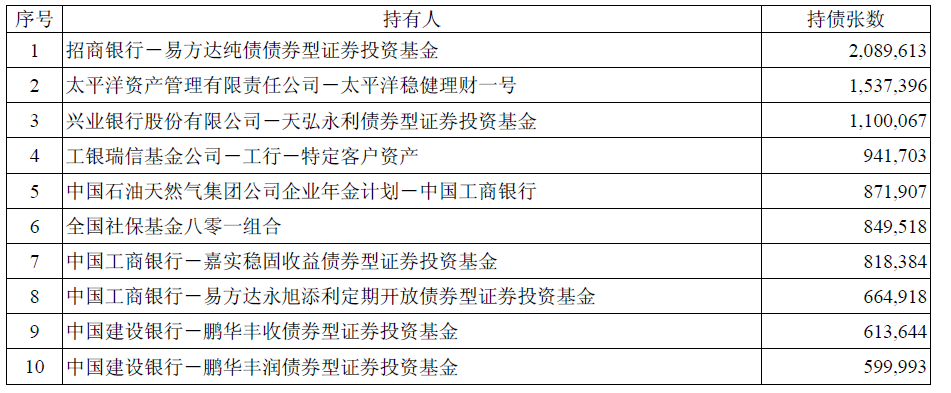 序号 持有人 持债张数
1 招商银行－易方达纯债债券型证券投资基金 2,089,613
2 太平洋资产管理有限责任公司－太平洋稳健理财一号 1,537,396
3 兴业银行股份有限公司－天弘永利债券型证券投资基金 1,100,067
4 工银瑞信基金公司－工行－特定客户资产 941,703
5 中国石油天然气集团公司企业年金计划－中国工商银行 871,907
6 全国社保基金八零一组合 849,518
7 中国工商银行－嘉实稳固收益债券型证券投资基金 818,384
8 中国工商银行－易方达永旭添利定期开放债券型证券投资基金 664,918
9 中国建设银行－鹏华丰收债券型证券投资基金 613,644
10 中国建设银行－鹏华丰润债券型证券投资基金 599,993